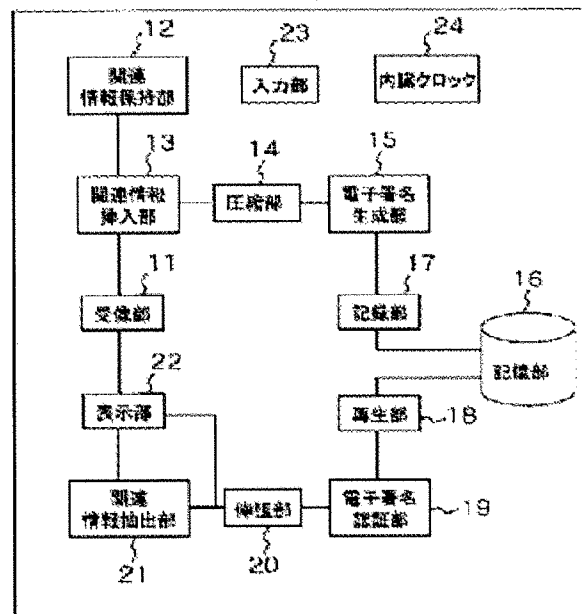 12
23
24
関連
情報保持部
入力部
内臓クロック
13
14
15
関連情報
挿入部
圧縮部
電子署名
生成部
11
17
16
受像部
記録部
記憶部
22
表示部
再生部
18
関連
情報抽出部
伸張部
電子署名
認証部
19
21
20